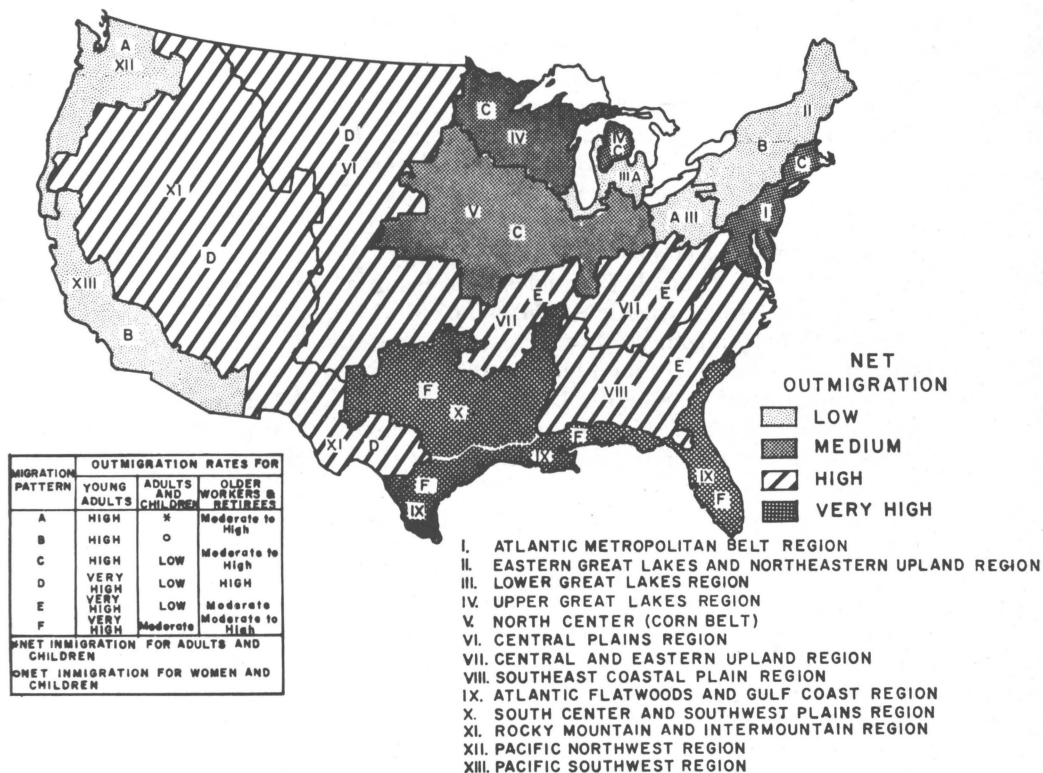 A
XII
C
IV
IV
C
II
B
C
III A
D
VI
XI
V
C
A III
I
D
XIII
B
E
VII
E
VII
E
VIII
F
X
XI
D
F
IX
F
IX
IX
F
NET
OUTMIGRATION
LOW
MEDIUM
HIGH
VERY HIGH
MIGRATION PATTERN OUTMIGRATION RATES FOR
YOUNG ADULTS ADULTS AND CHILDREN OLDER WORKERS & RETIREES
A HIGH * Moderate to High
B HIGH o
C HIGH LOW Moderate to High
D VERY HIGH LOW HIGH
E VERY HIGH LOW Moderate
F VERY HIGH Moderate Moderate to High
*NET INMIGRATION FOR ADULTS AND
CHILDREN
oNET INMIGRATION FOR WOMEN AND
CHILDREN
I. ATLANTIC METROPOLITAN BELT REGION
II. EASTERN GREAT LAKES AND NORTHEASTERN UPLAND REGION
III. LOWER GREAT LAKES REGION
IV. UPPER GREAT LAKES REGION
V. NORTH CENTER (CORN BELT)
VI. CENTRAL PLAINS REGION
VII. CENTRAL AND EASTERN UPLAND REGION
VIII. SOUTHEAST COASTAL PLAIN REGION
IX. ATLANTIC FLATWOODS AND GULF COAST REGION
X. SOUTH CENTER AND SOUTHWEST PLAINS REGION
XI. ROCKY MOUNTAIN AND INTERMOUNTAIN REGION
XII. PACIFIC NORTHWEST REGION
XIII. PACIFIC SOUTHWEST REGION